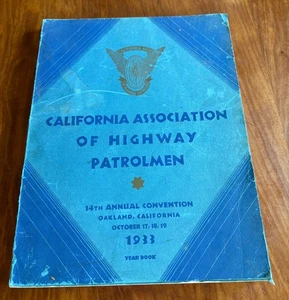 CALIFORNIA ASSOCIATION
OF HIGHWAY
PATROLMEN
14TH ANNUAL CONVENTION
OAKLAND, CALIFORNIA
OCTOBER 17, 18, 19
1933
YEAR BOOK